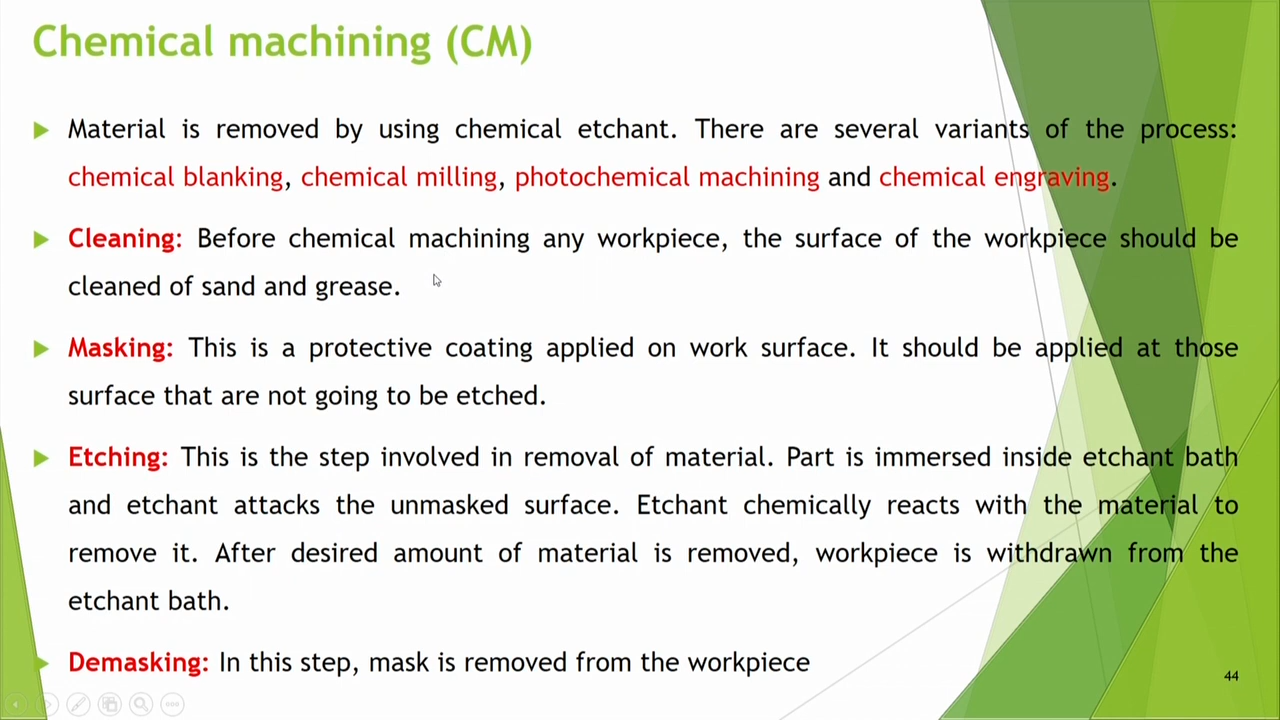 Chemical machining (CM)
Material is removed by using chemical etchant. There are several variants of the process:
chemical blanking, chemical milling, photochemical machining and chemical engraving.
Cleaning: Before chemical machining any workpiece, the surface of the workpiece should be
cleaned of sand and grease.
Masking: This is a protective coating applied on work surface. It should be applied at those
surface that are not going to be etched.
Etching: This is the step involved in removal of material. Part is immersed inside etchant bath
and etchant attacks the unmasked surface. Etchant chemically reacts with the material to
remove it. After desired amount of material is removed, workpiece is withdrawn from the
etchant bath.
Demasking: In this step, mask is removed from the workpiece
44